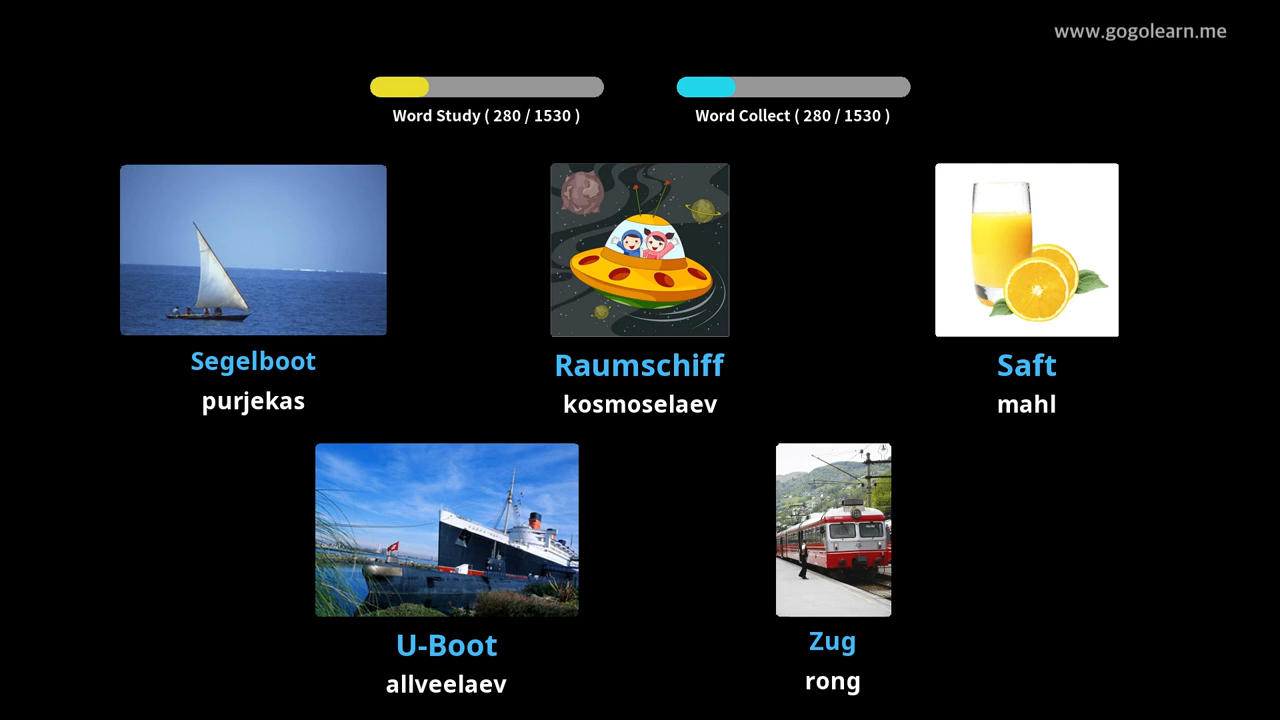 www.gogolearn.me
Word Study ( 280 / 1530 )
Word Collect ( 280 / 1530 )
Segelboot
purjekas
Raumschiff
kosmoselaev
Saft
mahl
U-Boot
allveelaev
Zug
rong